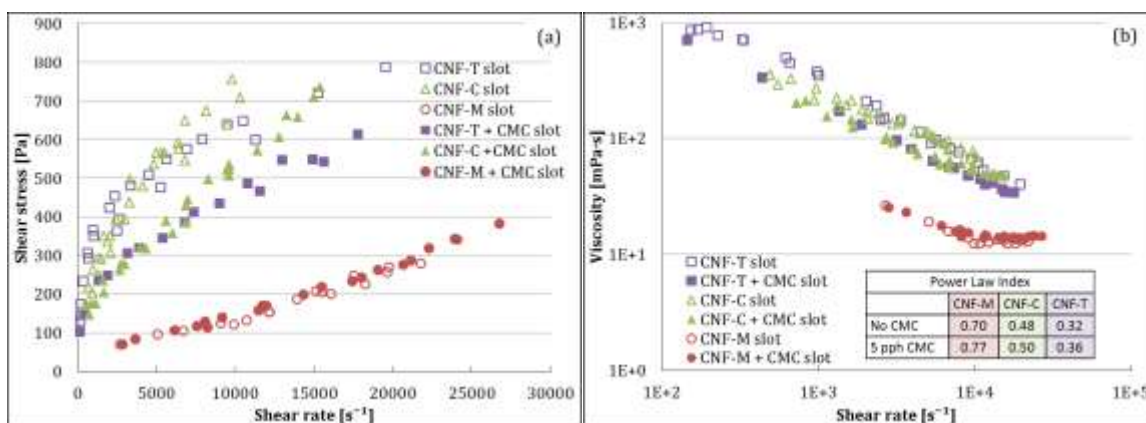 (a)
900
800
700
600
500
400
300
200
100
0
Shear stress [Pa]
0 5000 10000 15000 20000 25000 30000
Shear rate [s⁻¹]
CNF-T slot
CNF-C slot
CNF-M slot
CNF-T + CMC slot
CNF-C +CMC slot
CNF-M + CMC slot
(b)
1E+3
1E+2
1E+1
1E+0
Viscosity [mPa·s]
1E+2 1E+3 1E+4 1E+5
Shear rate [s⁻¹]
CNF-T slot
CNF-T + CMC slot
CNF-C slot
CNF-C + CMC slot
CNF-M slot
CNF-M + CMC slot
Power Law Index
CNF-M CNF-C CNF-T
No CMC 0.70 0.48 0.32
5 pph CMC 0.77 0.50 0.36